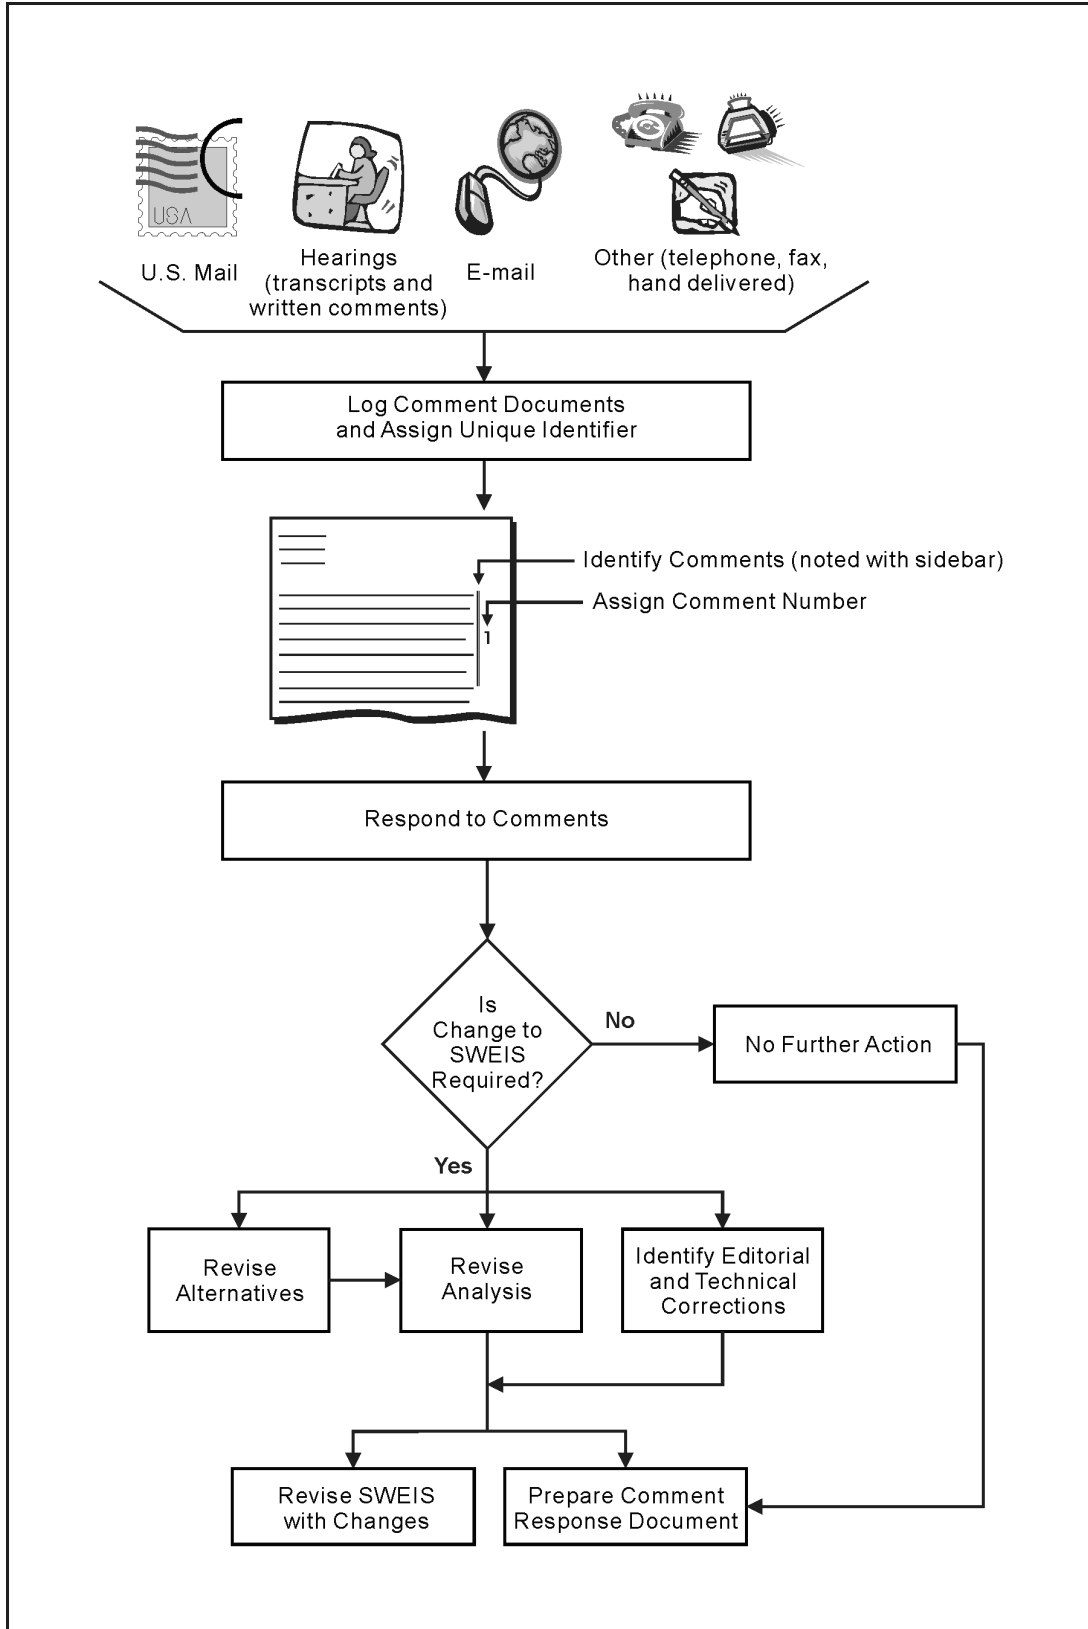 USA
U.S. Mail
Hearings
(transcripts and
written comments)
E-mail
Other (telephone, fax,
hand delivered)
Log Comment Documents
and Assign Unique Identifier
Identify Comments (noted with sidebar)
Assign Comment Number
1
Respond to Comments
Is
Change to
SWEIS
Required?
No
No Further Action
Yes
Revise
Alternatives
Revise
Analysis
Identify Editorial
and Technical
Corrections
Revise SWEIS
with Changes
Prepare Comment
Response Document